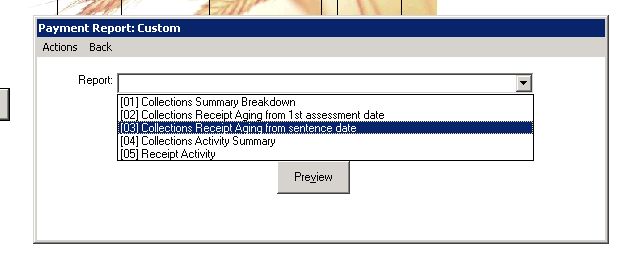 Payment Report: Custom
Actions Back
Report:
[01] Collections Summary Breakdown
[02] Collections Receipt Aging from 1st assessment date
[03] Collections Receipt Aging from sentence date
[04] Collections Activity Summary
[05] Receipt Activity
Preview